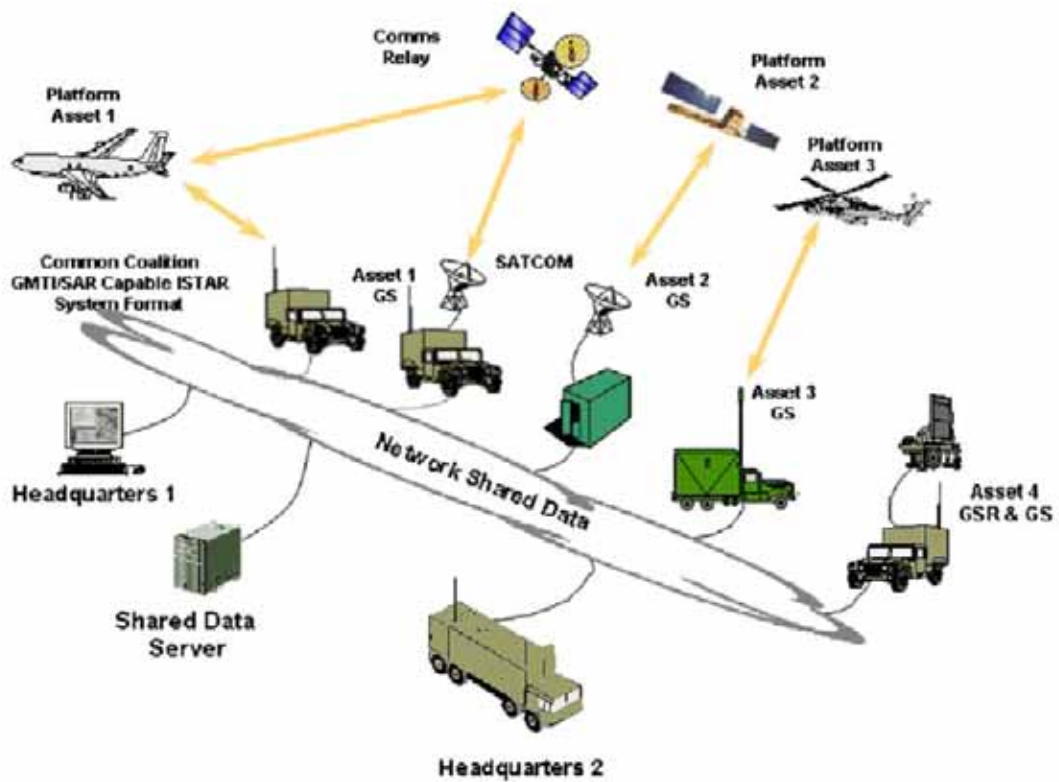 Comms
Relay
Platform
Asset 2
Platform
Asset 1
Platform
Asset 3
Common Coalition
GMTI/SAR Capable ISTAR
System Format
Asset 1
GS
SATCOM
Asset 2
GS
Asset 3
GS
Asset 4
GSR & GS
Network Shared Data
Headquarters 1
Shared Data
Server
Headquarters 2